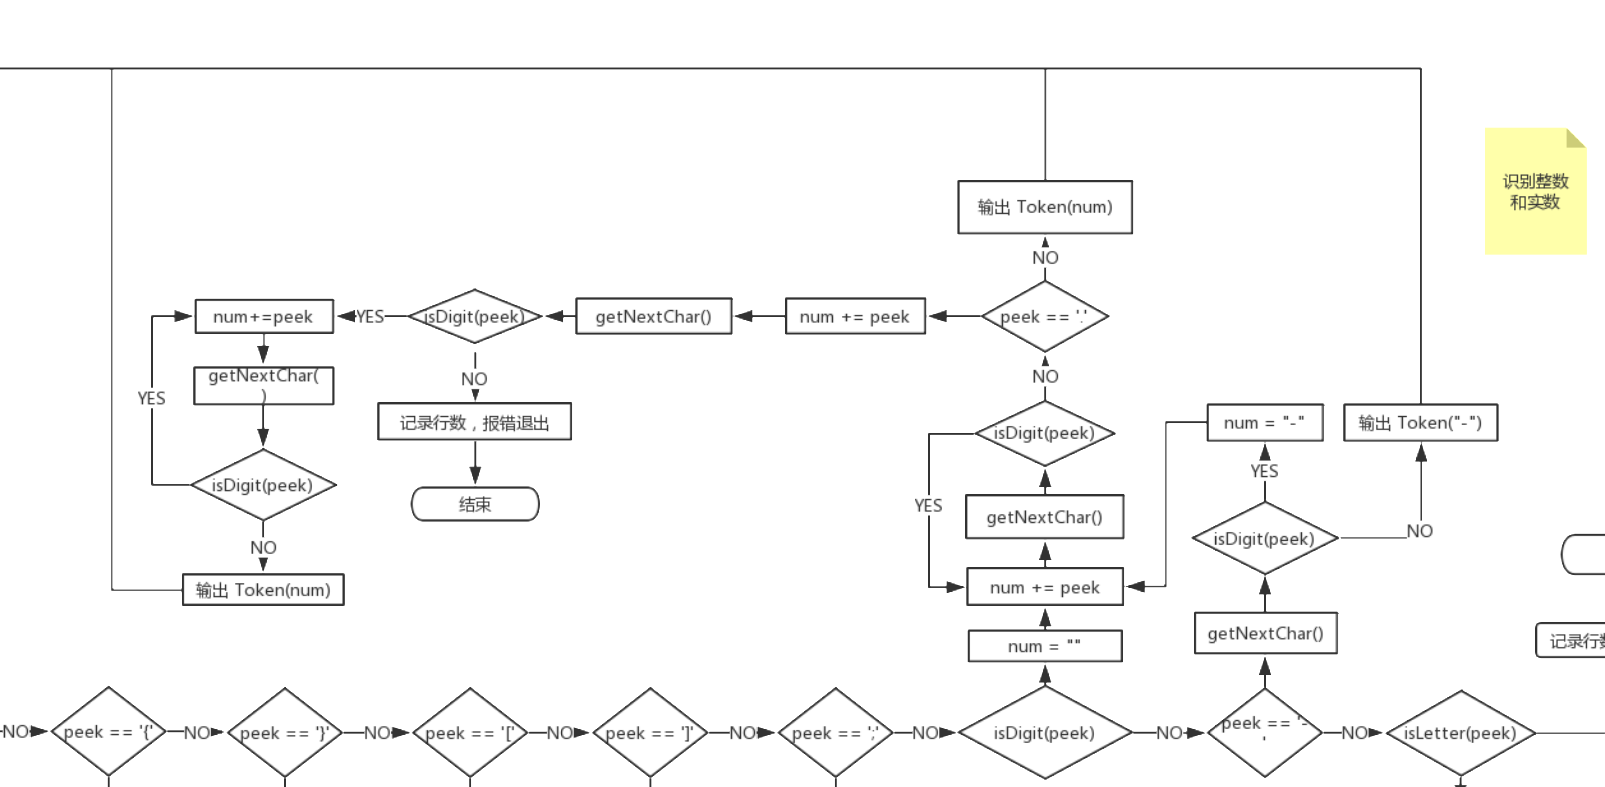 识别整数
和实数
输出 Token(num)
NO
num+=peek
YES
isDigit(peek)
getNextChar()
num += peek
peek == '.'
getNextChar(
)
YES
NO
记录行数，报错退出
NO
isDigit(peek)
num = "-"
输出 Token("-")
isDigit(peek)
结束
YES
getNextChar()
YES
isDigit(peek)
NO
NO
输出 Token(num)
num += peek
num = ""
getNextChar()
记录行数
NO
peek == '{'
NO
peek == '}'
NO
peek == '['
NO
peek == ']'
NO
peek == ';'
NO
isDigit(peek)
NO
peek == '-
'
NO
isLetter(peek)